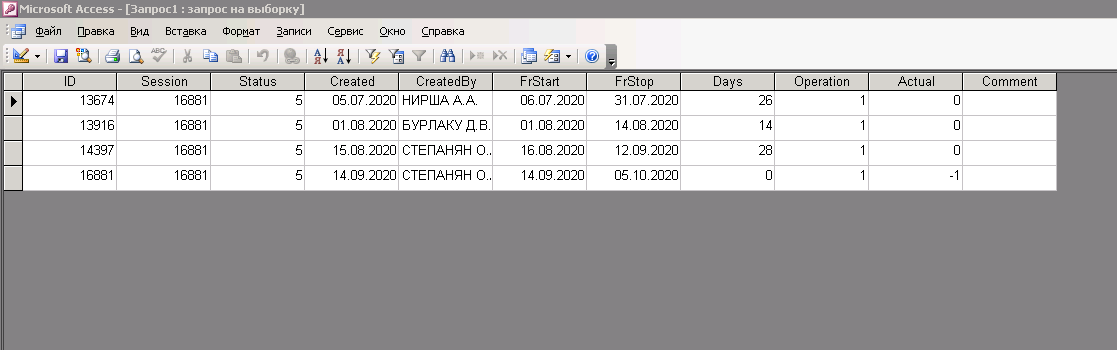 Microsoft Access - [Запрос1 : запрос на выборку]
Файл Правка Вид Вставка Формат Записи Сервис Окно Справка
ID Session Status Created CreatedBy FrStart FrStop Days Operation Actual Comment
13674 16881 5 05.07.2020 НИРША А.А. 06.07.2020 31.07.2020 26 1 0
13916 16881 5 01.08.2020 БУРЛАКУ Д.В. 01.08.2020 14.08.2020 14 1 0
14397 16881 5 15.08.2020 СТЕПАНЯН О.. 16.08.2020 12.09.2020 28 1 0
16881 16881 5 14.09.2020 СТЕПАНЯН О.. 14.09.2020 05.10.2020 0 1 -1